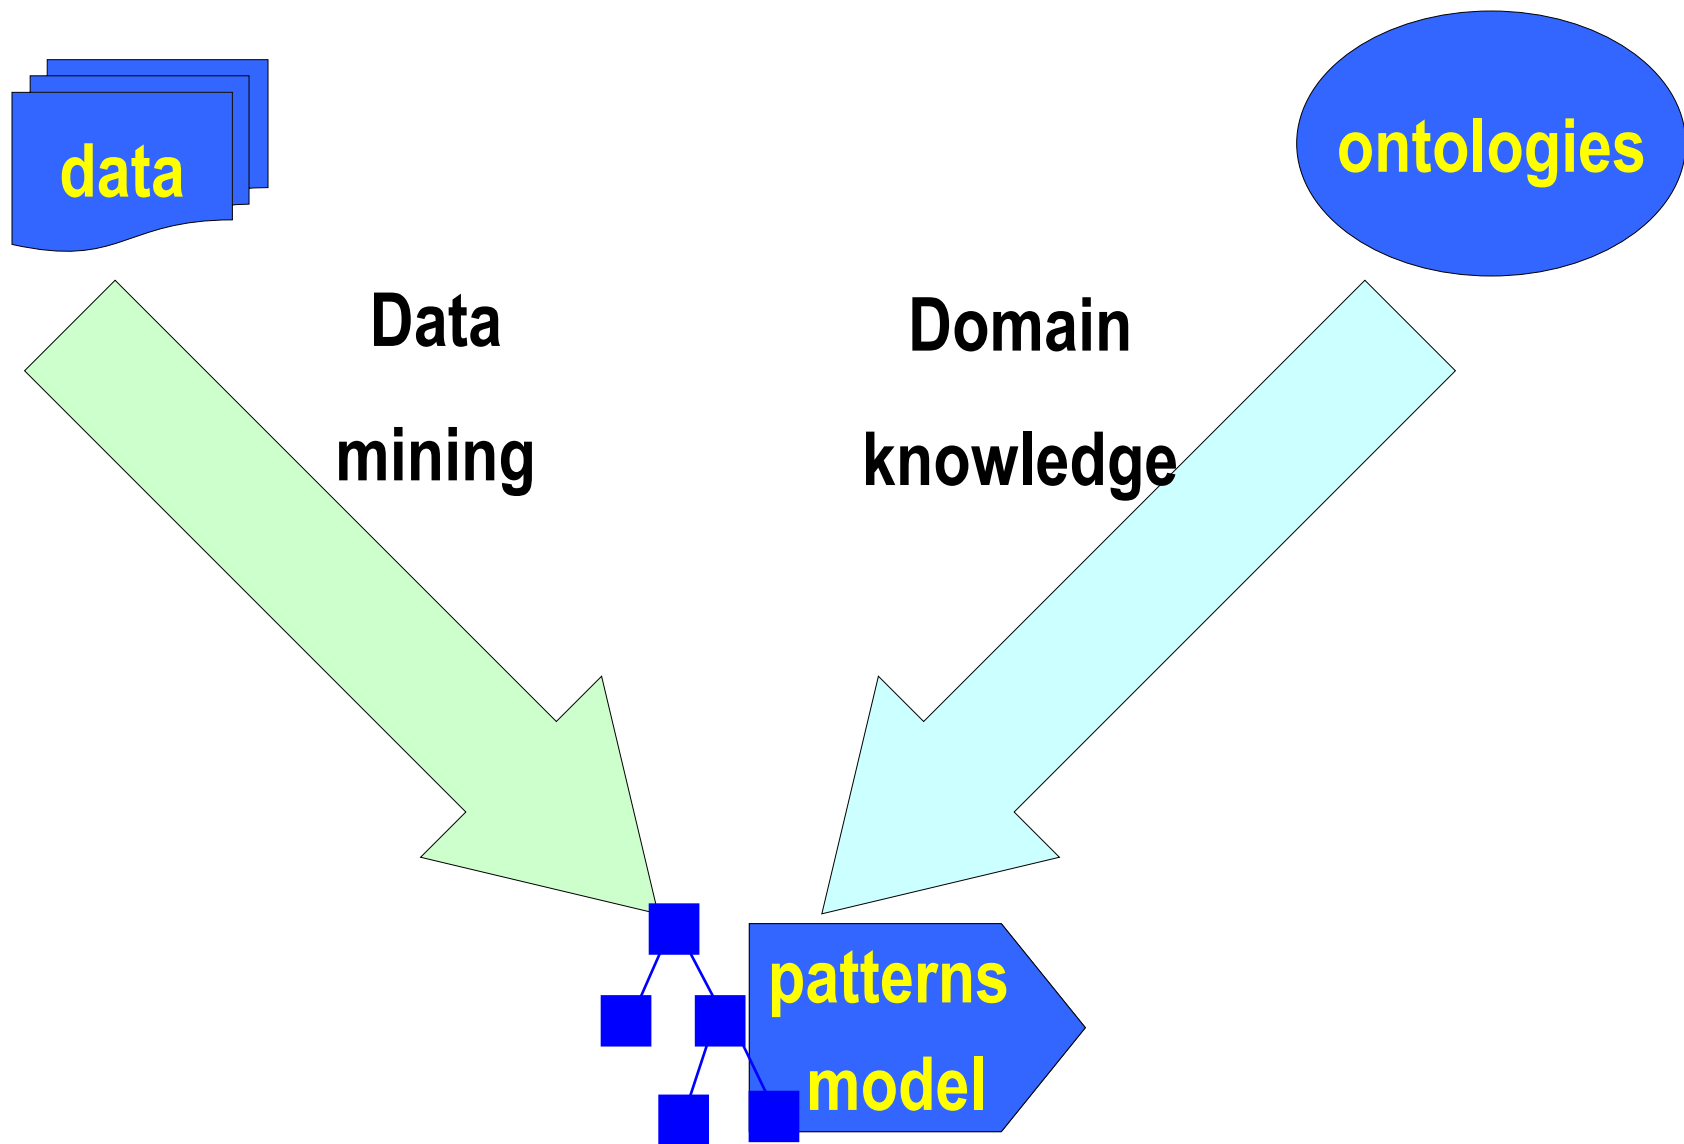 data
ontologies
Data
mining
Domain
knowledge
patterns
model